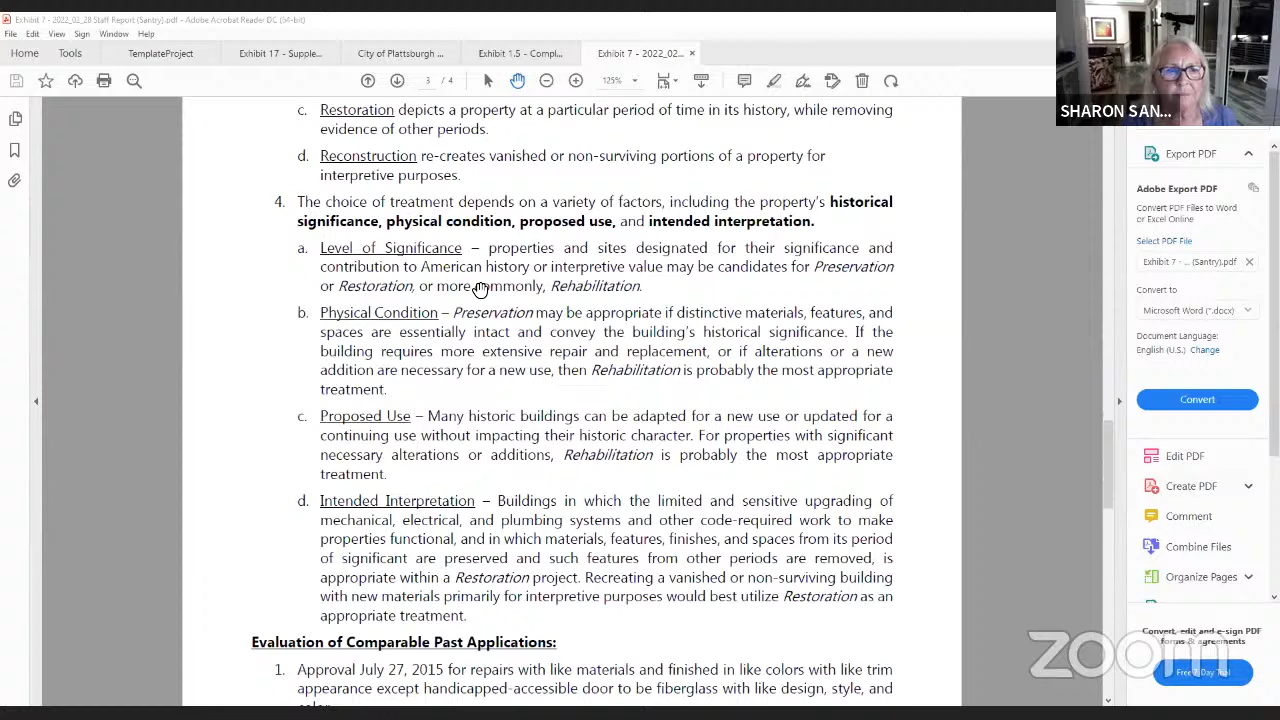 Exhibit 7 - 2022_02_28 Staff Report (Santry).pdf - Adobe Acrobat Reader DC (64-bit)
File Edit View Sign Window Help
Home Tools TemplateProject Exhibit 17 - Supple... City of Plattsburgh ... Exhibit 1.5 - Compl... Exhibit 7 - 2022_02... ×
3 / 4 125%
SHARON SAN...
c. Restoration depicts a property at a particular period of time in its history, while removing
evidence of other periods.
d. Reconstruction re-creates vanished or non-surviving portions of a property for
interpretive purposes.
4. The choice of treatment depends on a variety of factors, including the property's historical
significance, physical condition, proposed use, and intended interpretation.
a. Level of Significance – properties and sites designated for their significance and
contribution to American history or interpretive value may be candidates for Preservation
or Restoration, or more commonly, Rehabilitation.
b. Physical Condition – Preservation may be appropriate if distinctive materials, features, and
spaces are essentially intact and convey the building's historical significance. If the
building requires more extensive repair and replacement, or if alterations or a new
addition are necessary for a new use, then Rehabilitation is probably the most appropriate
treatment.
c. Proposed Use – Many historic buildings can be adapted for a new use or updated for a
continuing use without impacting their historic character. For properties with significant
necessary alterations or additions, Rehabilitation is probably the most appropriate
treatment.
d. Intended Interpretation – Buildings in which the limited and sensitive upgrading of
mechanical, electrical, and plumbing systems and other code-required work to make
properties functional, and in which materials, features, finishes, and spaces from its period
of significant are preserved and such features from other periods are removed, is
appropriate within a Restoration project. Recreating a vanished or non-surviving building
with new materials primarily for interpretive purposes would best utilize Restoration as an
appropriate treatment.
Evaluation of Comparable Past Applications:
1. Approval July 27, 2015 for repairs with like materials and finished in like colors with like trim
appearance except handicapped-accessible door to be fiberglass with like design, style, and
color.
Export PDF
Adobe Export PDF
Convert PDF Files to Word
or Excel Online
Select PDF File
Exhibit 7 - ... (Santry).pdf ×
Convert to
Microsoft Word (*.docx)
Document Language:
English (U.S.) Change
Convert
Edit PDF
Create PDF
Comment
Combine Files
Organize Pages
Convert, edit and e-sign PDF
forms & agreements
Free 7-Day Trial
zoom